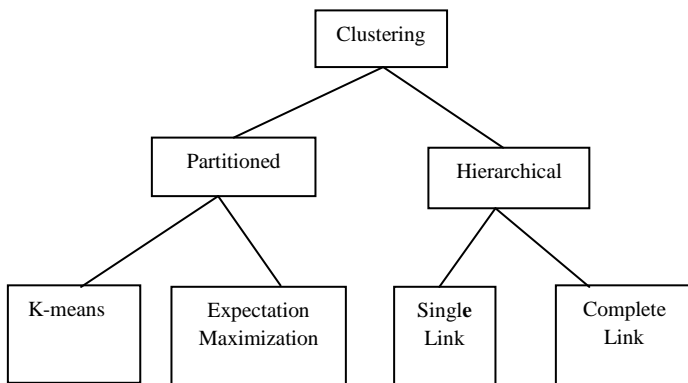 Clustering
Partitioned
Hierarchical
K-means
Expectation
Maximization
Single
Link
Complete
Link